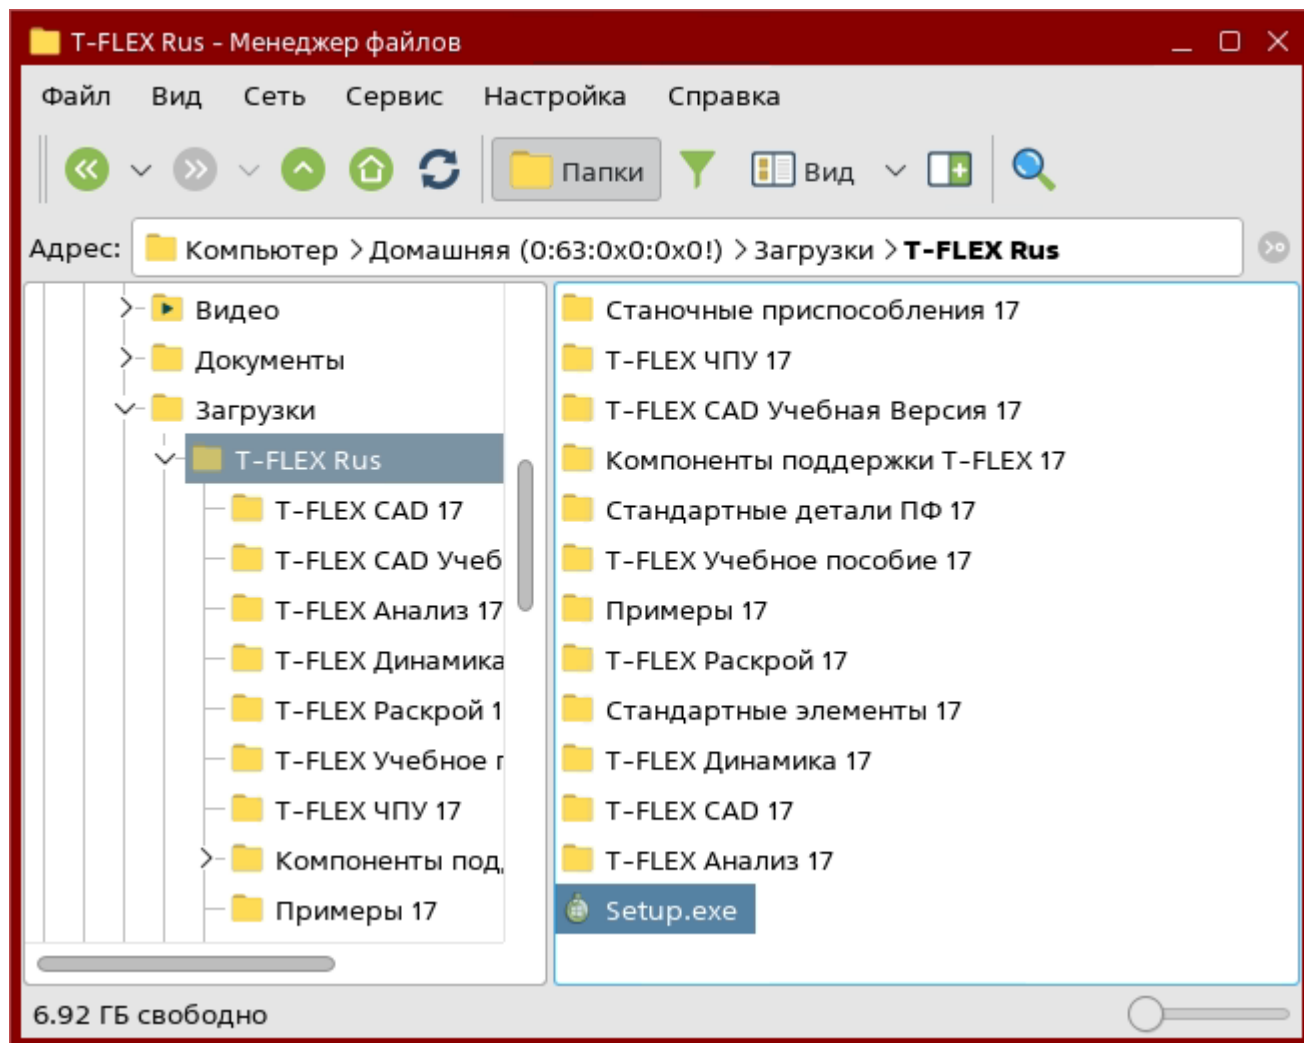 T-FLEX Rus - Менеджер файлов
Файл Вид Сеть Сервис Настройка Справка
Папки Вид
Адрес: Компьютер Домашняя (0:63:0x0:0x0!) Загрузки T-FLEX Rus
Видео
Документы
Загрузки
T-FLEX Rus
T-FLEX CAD 17
T-FLEX CAD Учеб
T-FLEX Анализ 17
T-FLEX Динамика
T-FLEX Раскрой 1
T-FLEX Учебное п
T-FLEX ЧПУ 17
Компоненты под
Примеры 17
Станочные приспособления 17
T-FLEX ЧПУ 17
T-FLEX CAD Учебная Версия 17
Компоненты поддержки T-FLEX 17
Стандартные детали ПФ 17
T-FLEX Учебное пособие 17
Примеры 17
T-FLEX Раскрой 17
Стандартные элементы 17
T-FLEX Динамика 17
T-FLEX CAD 17
T-FLEX Анализ 17
Setup.exe
6.92 ГБ свободно